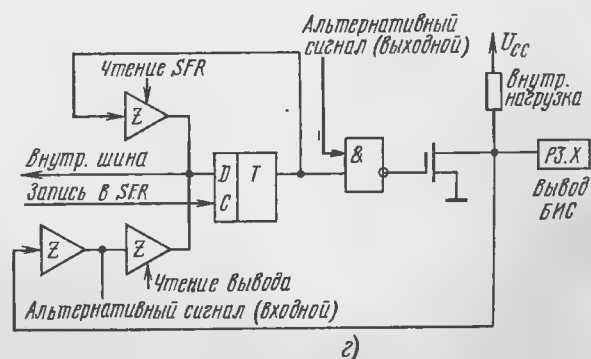 Альтернативный
сигнал (выходной)
U_CC
Чтение SFR
Внутр.
нагрузка
Z
&
P3.X
Внутр. шина
D T
Вывод
БИС
Запись в SFR
C
Z Z
Чтение вывода
Альтернативный сигнал (входной)
г)